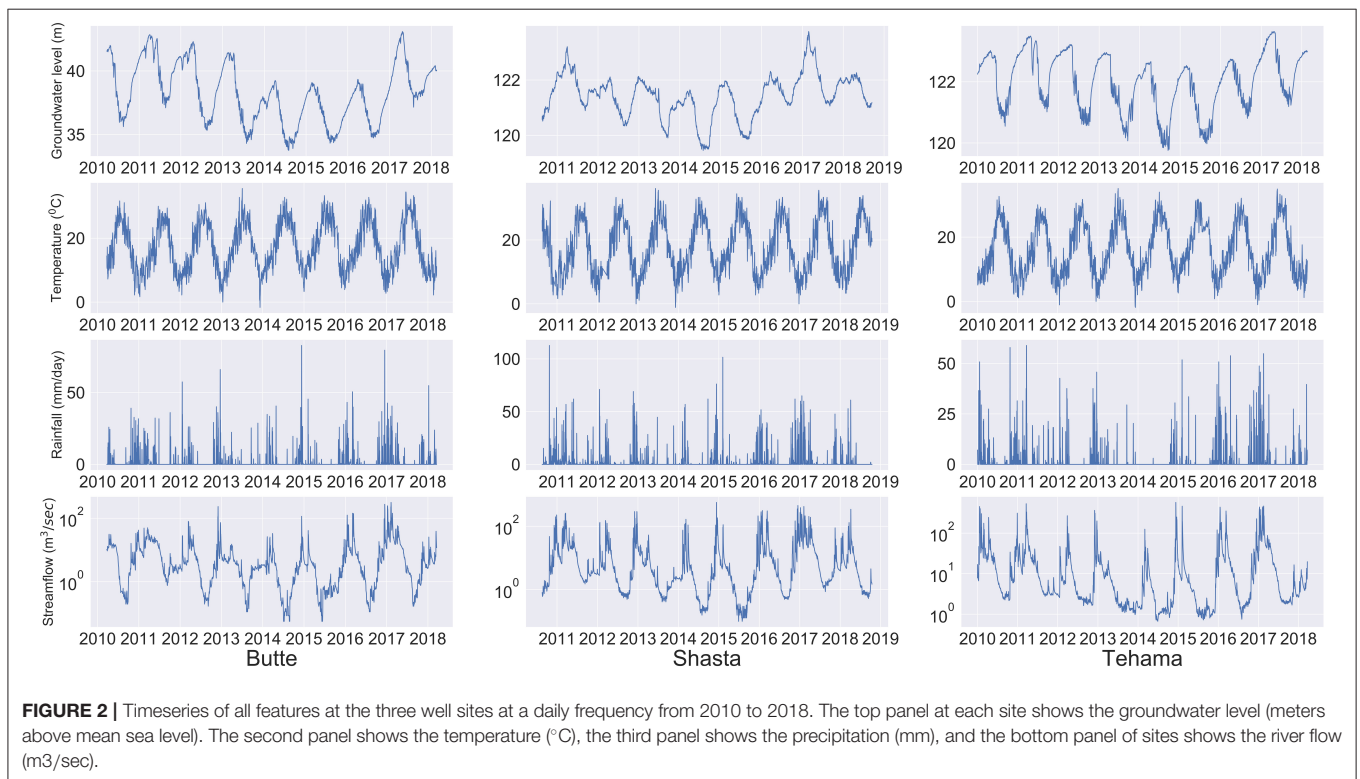 Groundwater level (m)
40
35
2010 2011 2012 2013 2014 2015 2016 2017 2018
122
120
2011 2012 2013 2014 2015 2016 2017 2018 2019
122
120
2010 2011 2012 2013 2014 2015 2016 2017 2018
Temperature (⁰C)
20
0
2010 2011 2012 2013 2014 2015 2016 2017 2018
20
0
2011 2012 2013 2014 2015 2016 2017 2018 2019
20
0
2010 2011 2012 2013 2014 2015 2016 2017 2018
Rainfall (mm/day)
50
0
2010 2011 2012 2013 2014 2015 2016 2017 2018
100
50
0
2011 2012 2013 2014 2015 2016 2017 2018 2019
50
25
0
2010 2011 2012 2013 2014 2015 2016 2017 2018
Streamflow (m³/sec)
10²
10⁰
2010 2011 2012 2013 2014 2015 2016 2017 2018
Butte
10²
10⁰
2011 2012 2013 2014 2015 2016 2017 2018 2019
Shasta
10²
10¹
10⁰
2010 2011 2012 2013 2014 2015 2016 2017 2018
Tehama
FIGURE 2 | Timeseries of all features at the three well sites at a daily frequency from 2010 to 2018. The top panel at each site shows the groundwater level (meters
above mean sea level). The second panel shows the temperature (°C), the third panel shows the precipitation (mm), and the bottom panel of sites shows the river flow
(m3/sec).